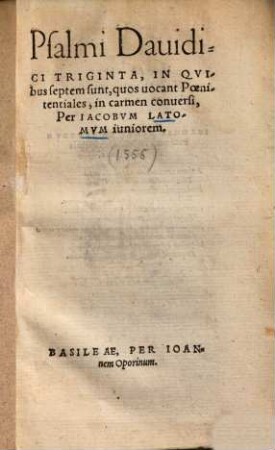 Psalmi Dauidi-
CI TRIGINTA, IN QVI
bus septem sunt, quos uocant Pœni
tentiales, in carmen conuersi,
Per IACOBVM LATO-
MVM iuniorem.
(1556)
BASILEAE, PER IOAN-
nem Oporinum.